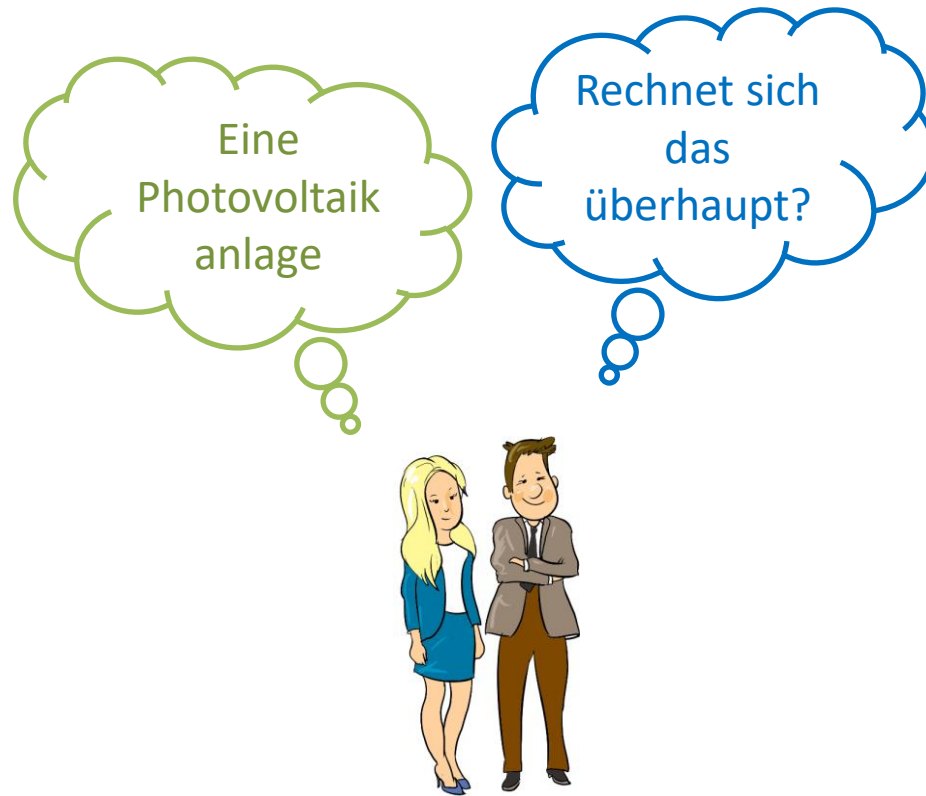 Eine
Photovoltaik
anlage
Rechnet sich
das
überhaupt?